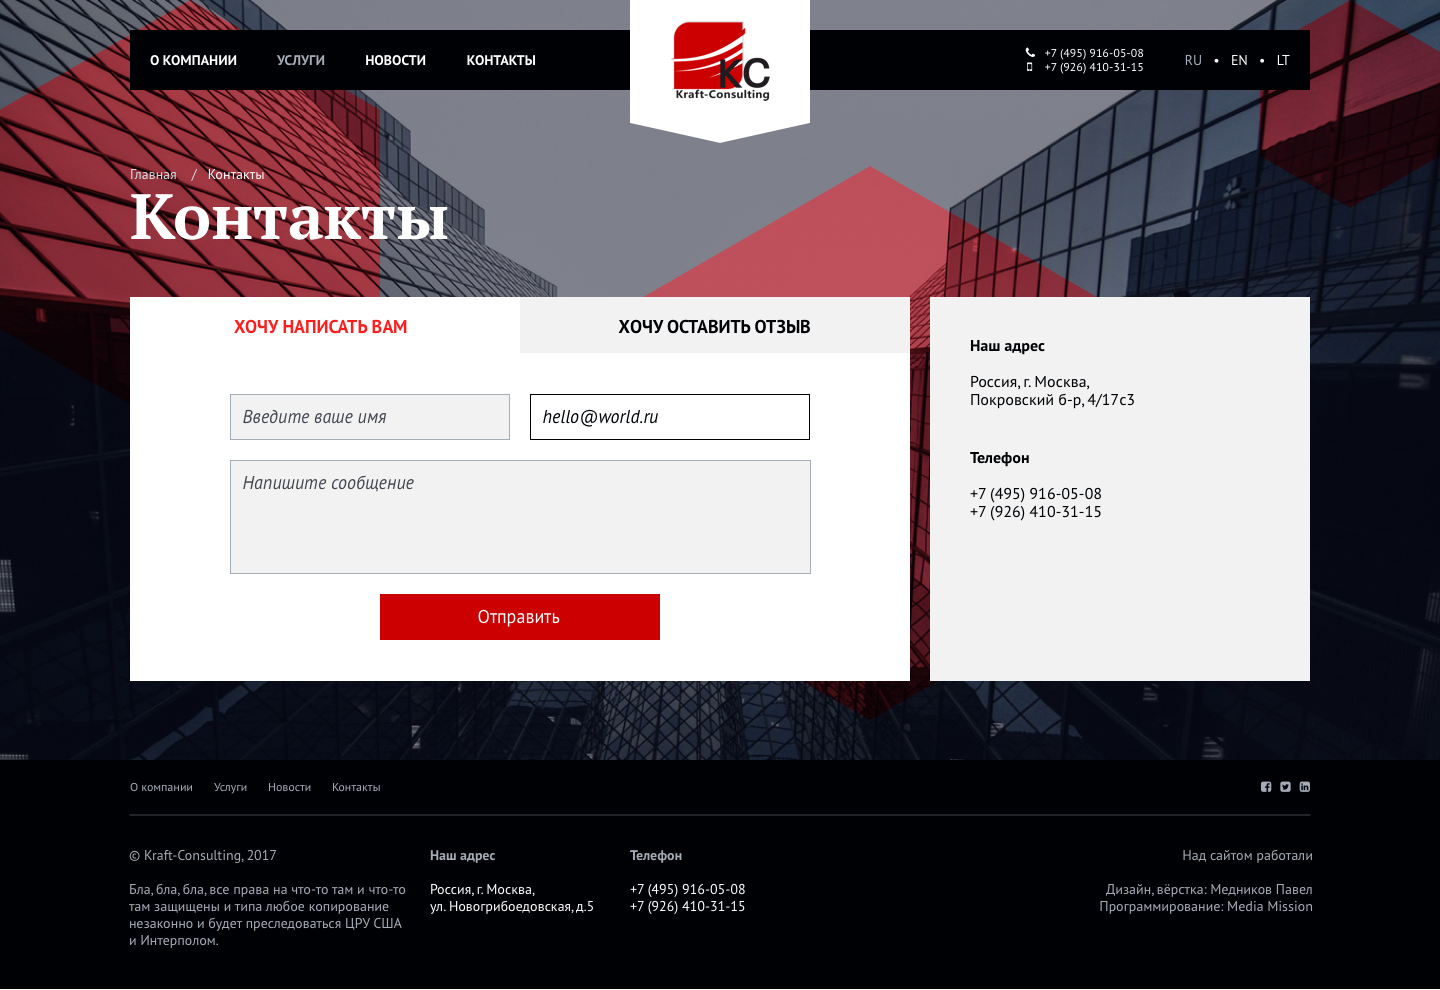 О КОМПАНИИ УСЛУГИ НОВОСТИ КОНТАКТЫ
KC
Kraft-Consulting
+7 (495) 916-05-08
+7 (926) 410-31-15
RU • EN • LT
Главная / Контакты
Контакты
ХОЧУ НАПИСАТЬ ВАМ
ХОЧУ ОСТАВИТЬ ОТЗЫВ
Введите ваше имя
hello@world.ru
Напишите сообщение
Отправить
Наш адрес
Россия, г. Москва,
Покровский б-р, 4/17с3
Телефон
+7 (495) 916-05-08
+7 (926) 410-31-15
О компании Услуги Новости Контакты
© Kraft-Consulting, 2017
Бла, бла, бла, все права на что-то там и что-то
там защищены и типа любое копирование
незаконно и будет преследоваться ЦРУ США
и Интерполом.
Наш адрес
Россия, г. Москва,
ул. Новогрибоедовская, д.5
Телефон
+7 (495) 916-05-08
+7 (926) 410-31-15
Над сайтом работали
Дизайн, вёрстка: Медников Павел
Программирование: Media Mission